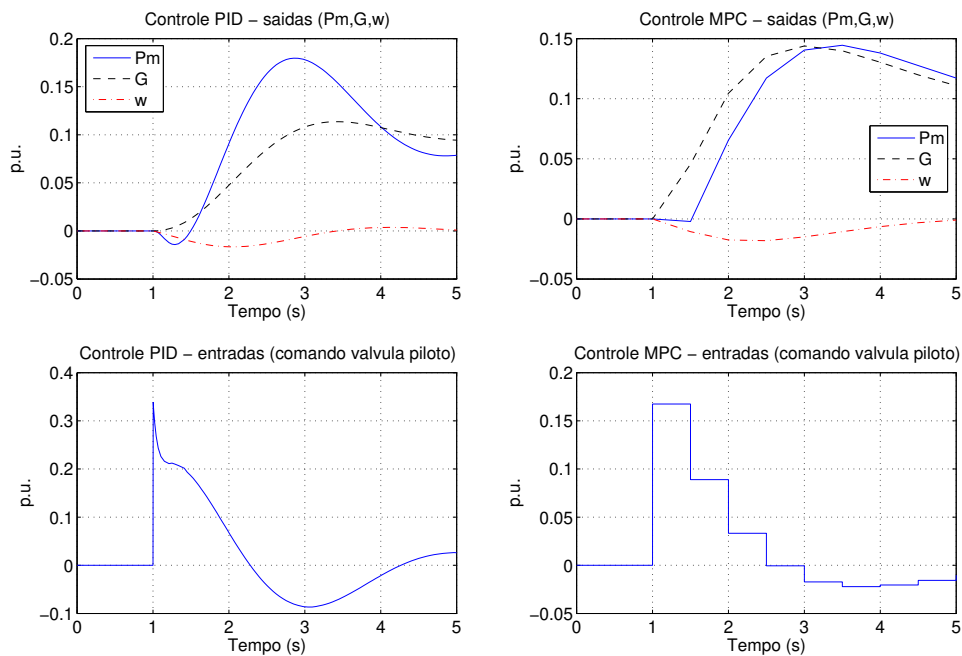 Controle PID – saidas (Pm,G,w)
0.2
0.15
0.1
0.05
0
−0.05
p.u.
Pm
G
w
0 1 2 3 4 5
Tempo (s)
Controle MPC – saidas (Pm,G,w)
0.15
0.1
0.05
0
−0.05
p.u.
Pm
G
w
0 1 2 3 4 5
Tempo (s)
Controle PID – entradas (comando valvula piloto)
0.4
0.3
0.2
0.1
0
−0.1
p.u.
0 1 2 3 4 5
Tempo (s)
Controle MPC – entradas (comando valvula piloto)
0.2
0.15
0.1
0.05
0
−0.05
p.u.
0 1 2 3 4 5
Tempo (s)